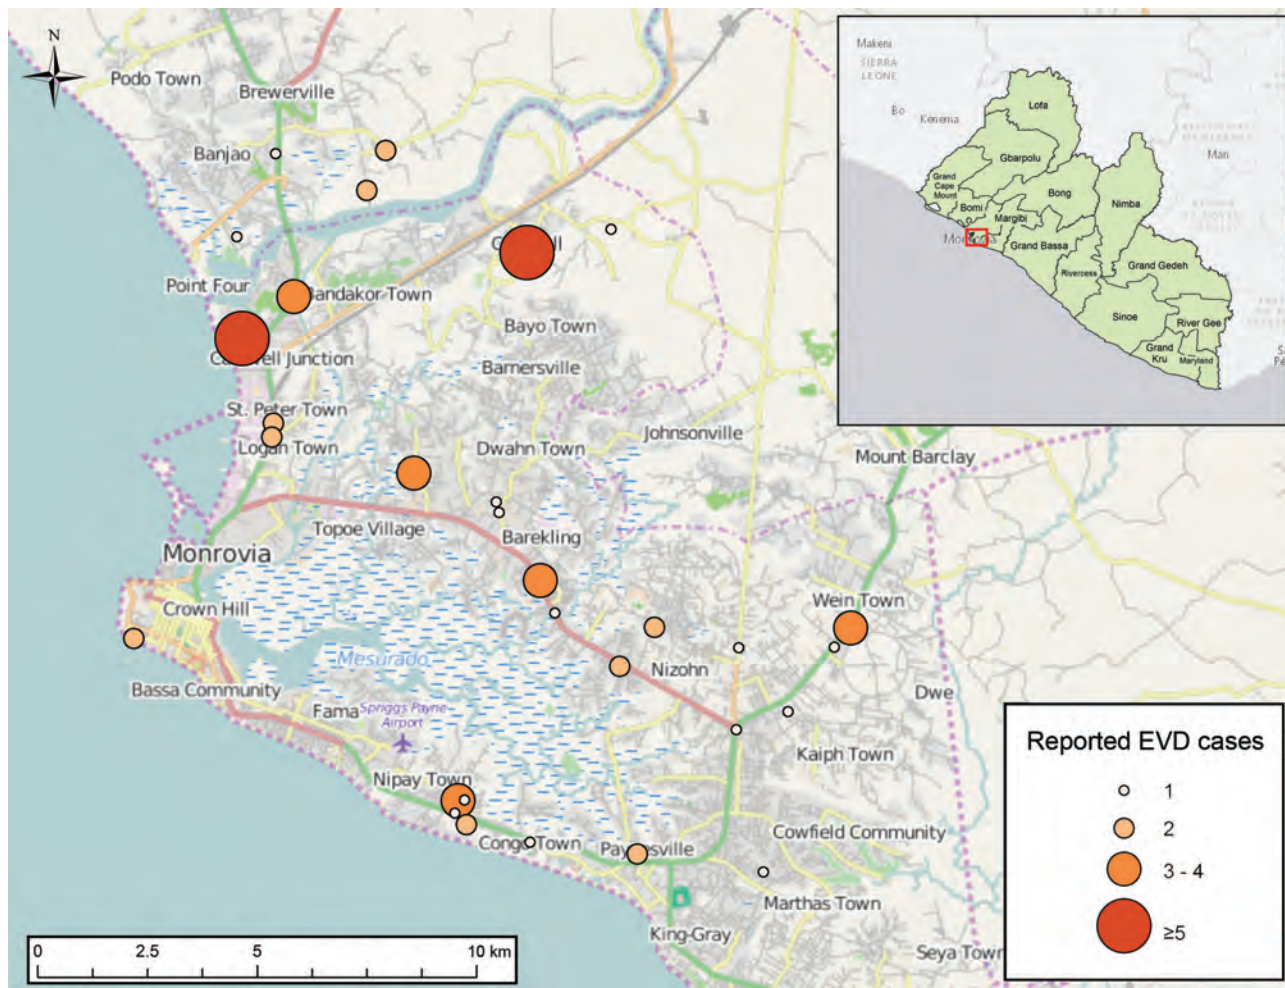 N
Podo Town
Brewerville
Banjao
Point Four
Bandakor Town
Caldwell Junction
Bayo Town
Barnersville
St. Peter Town
Logan Town
Dwahn Town
Johnsonville
Mount Barclay
Topoe Village
Barekling
Monrovia
Crown Hill
Wein Town
Mesurado
Nizohn
Bassa Community
Fama
Spriggs Payne
Airport
Dwe
Kaiph Town
Nipay Town
Congo Town
Paynesville
Cowfield Community
Marthas Town
King-Gray
Seya Town
0 2.5 5 10 km
Makeni
SIERRA
LEONE
Bo
Kenema
Lofa
Gbarpolu
Grand
Cape
Mount
Bomi
Bong
Margibi
Nimba
Monrovia
Grand Bassa
Rivercess
Grand Gedeh
Sinoe
River Gee
Grand
Kru
Maryland
Man
Reported EVD cases
1
2
3 - 4
≥5